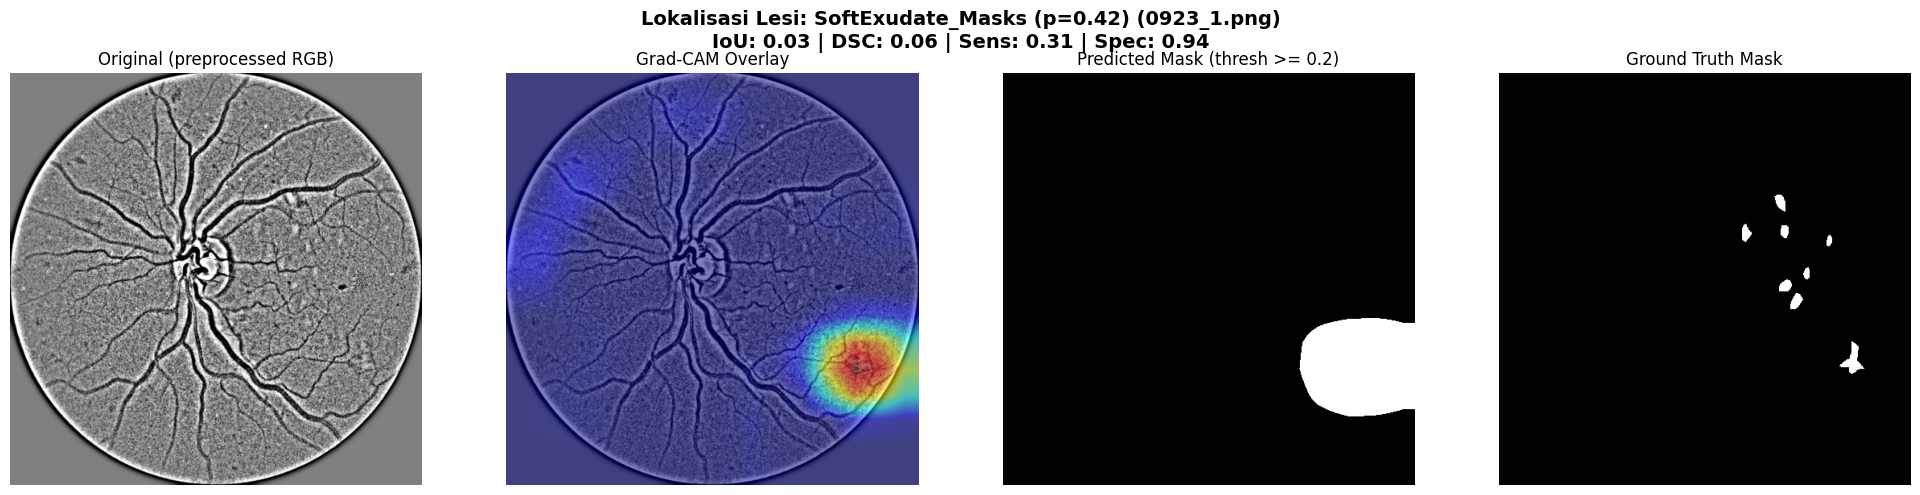 Lokalisasi Lesi: SoftExudate_Masks (p=0.42) (0923_1.png)
IoU: 0.03 | DSC: 0.06 | Sens: 0.31 | Spec: 0.94
Original (preprocessed RGB)
Grad-CAM Overlay
Predicted Mask (thresh >= 0.2)
Ground Truth Mask